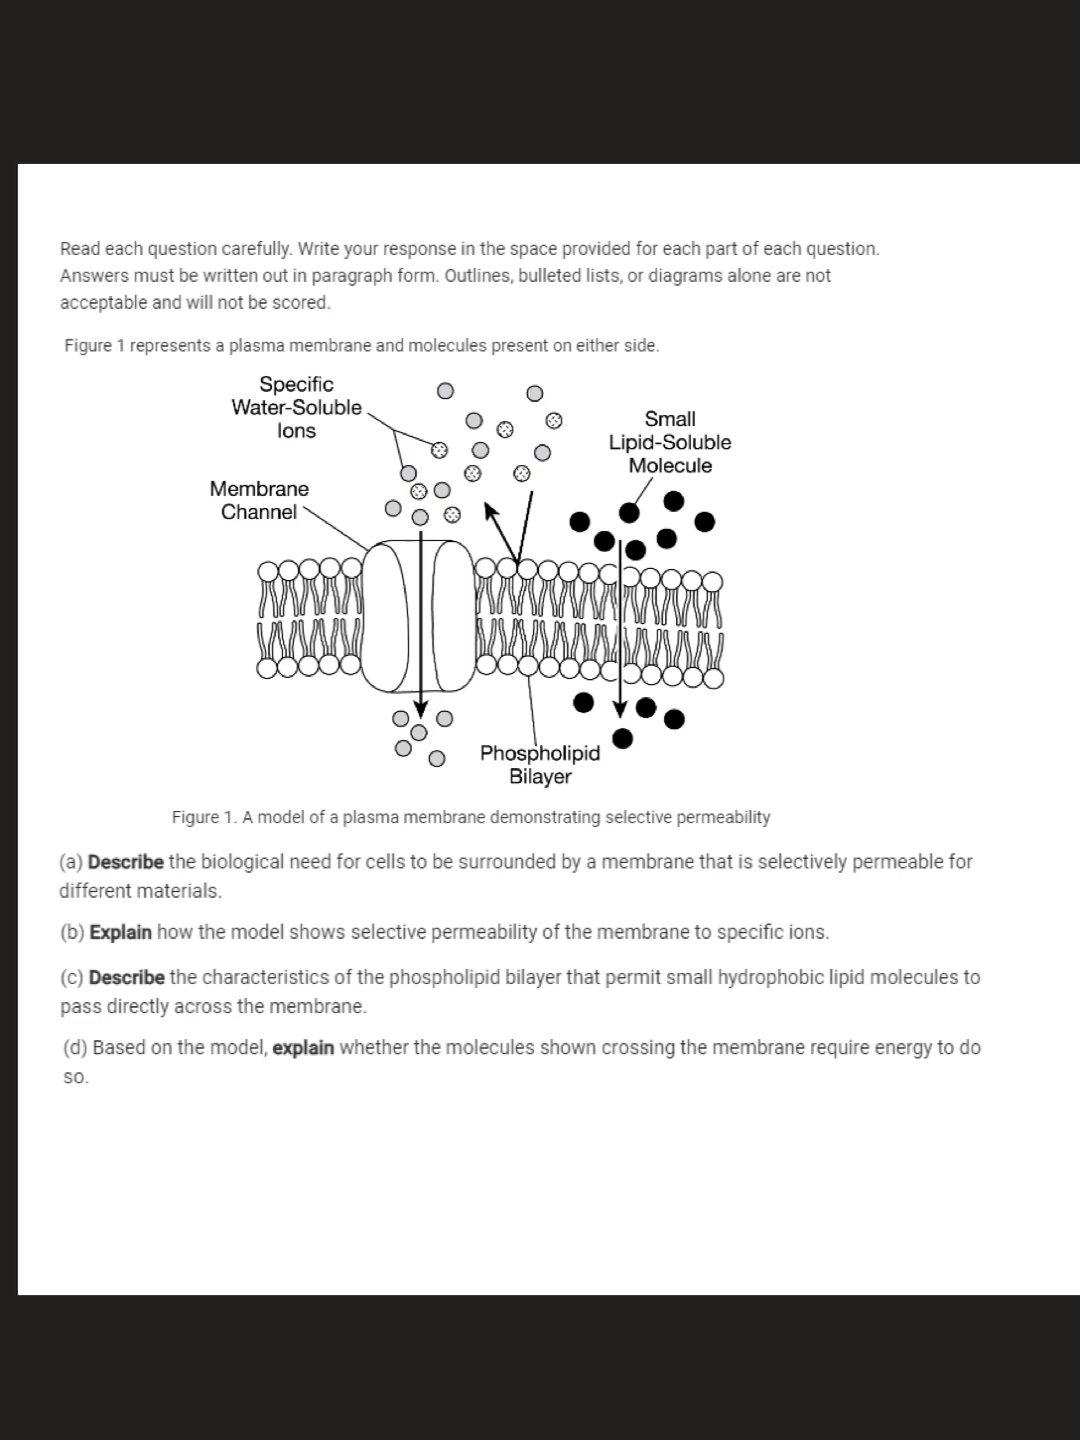 Read each question carefully. Write your response in the space provided for each part of each question.
Answers must be written out in paragraph form. Outlines, bulleted lists, or diagrams alone are not
acceptable and will not be scored.
Figure 1 represents a plasma membrane and molecules present on either side.
Specific
Water-Soluble
Ions
Small
Lipid-Soluble
Molecule
Membrane
Channel
Phospholipid
Bilayer
Figure 1. A model of a plasma membrane demonstrating selective permeability
(a) Describe the biological need for cells to be surrounded by a membrane that is selectively permeable for
different materials.
(b) Explain how the model shows selective permeability of the membrane to specific ions.
(c) Describe the characteristics of the phospholipid bilayer that permit small hydrophobic lipid molecules to
pass directly across the membrane.
(d) Based on the model, explain whether the molecules shown crossing the membrane require energy to do
so.